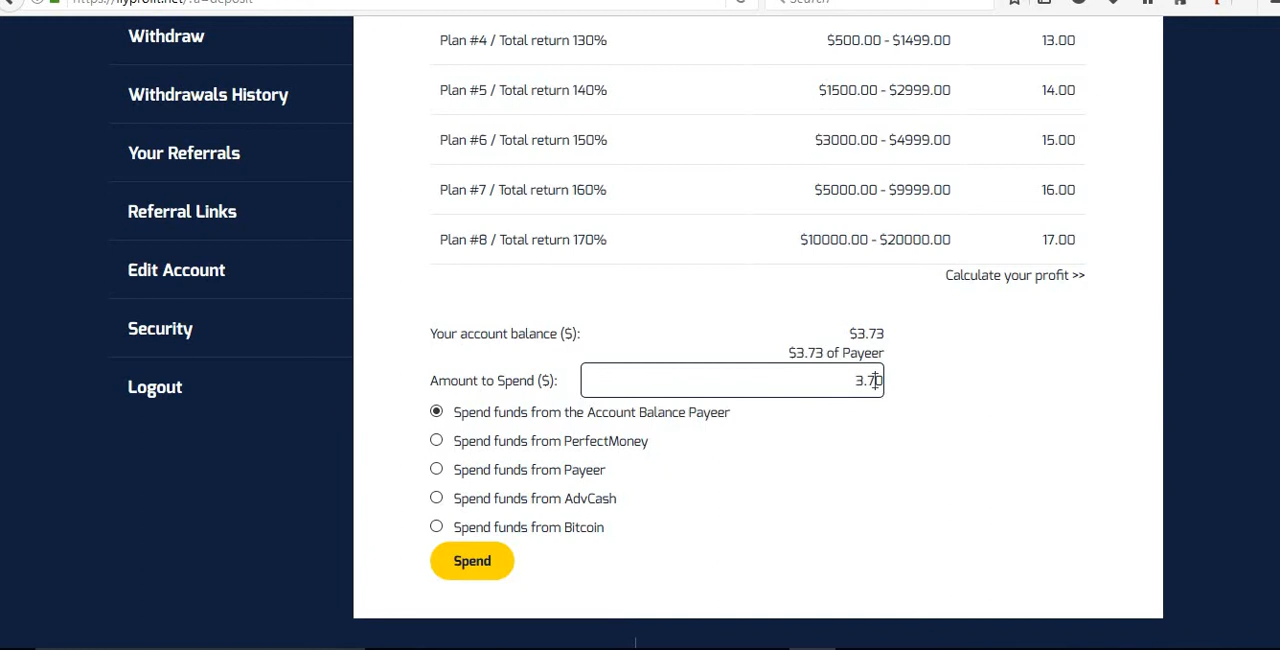 Search
Withdraw
Withdrawals History
Your Referrals
Referral Links
Edit Account
Security
Logout
Plan #4 / Total return 130% $500.00 - $1499.00 13.00
Plan #5 / Total return 140% $1500.00 - $2999.00 14.00
Plan #6 / Total return 150% $3000.00 - $4999.00 15.00
Plan #7 / Total return 160% $5000.00 - $9999.00 16.00
Plan #8 / Total return 170% $10000.00 - $20000.00 17.00
Calculate your profit >>
Your account balance ($): $3.73
$3.73 of Payeer
Amount to Spend ($): 3.70
Spend funds from the Account Balance Payeer
Spend funds from PerfectMoney
Spend funds from Payeer
Spend funds from AdvCash
Spend funds from Bitcoin
Spend